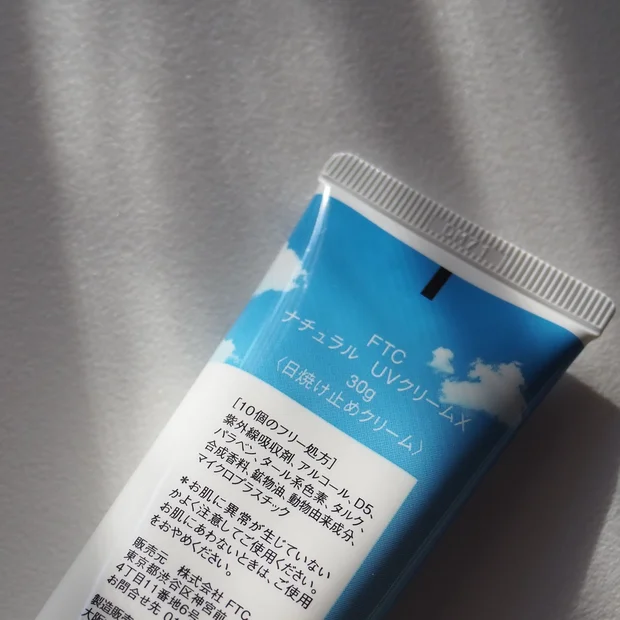 FTC
ナチュラル UVクリームX
30g
〈日焼け止めクリーム〉
[10個のフリー処方]
紫外線吸収剤、アルコール、D5、
パラベン、タール系色素、タルク、
合成香料、鉱物油、動物由来成分、
マイクロプラスチック
*お肌に異常が生じていない
かよく注意してご使用ください。
お肌にあわないときは、ご使用
をおやめください。
販売元 株式会社 FTC
東京都渋谷区神宮前
4丁目11番地6号
お問合せ先 01
製造販売
大阪